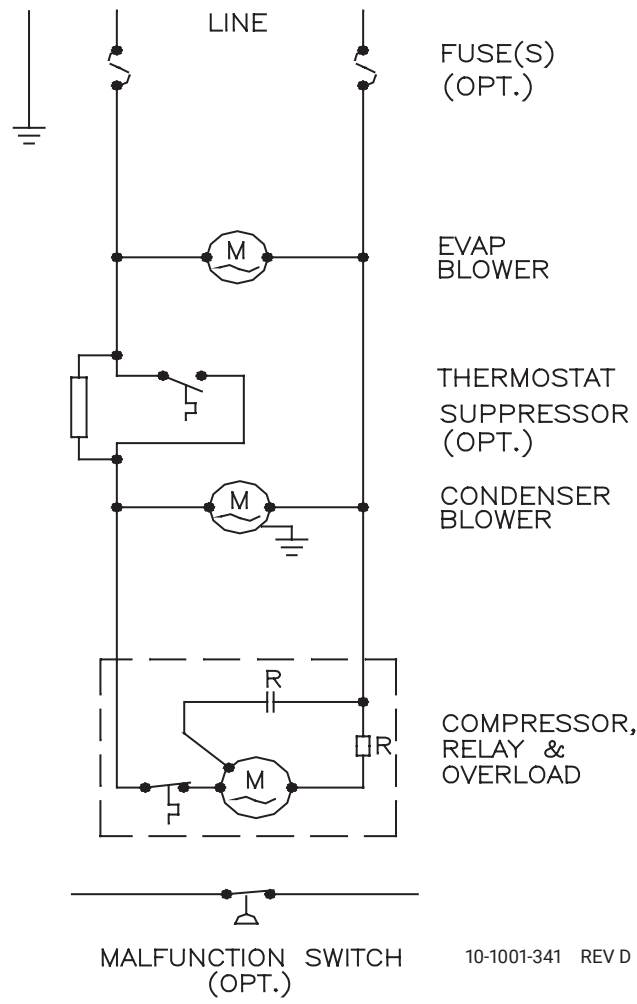 LINE
FUSE(S)
(OPT.)
M
EVAP
BLOWER
THERMOSTAT
SUPPRESSOR
(OPT.)
M
CONDENSER
BLOWER
R
R
M
COMPRESSOR,
RELAY &
OVERLOAD
MALFUNCTION SWITCH
(OPT.)
10-1001-341 REV D